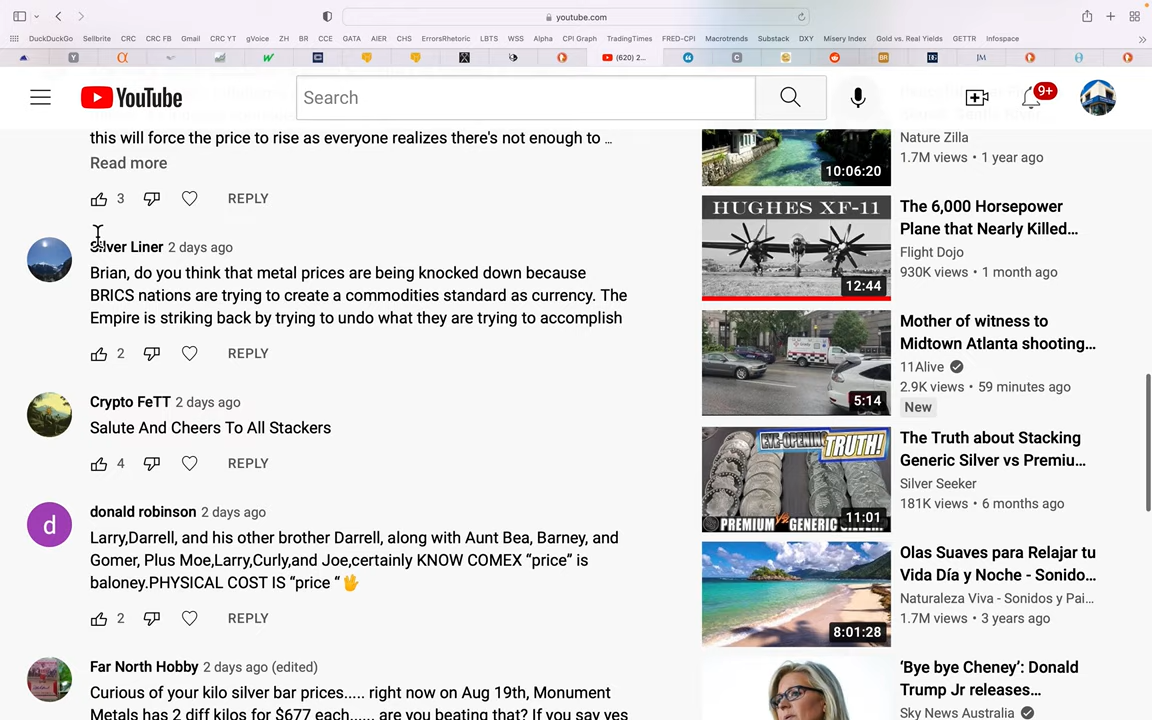 youtube.com
DuckDuckGo Sellbrite CRC CRC FB Gmail CRC YT gVoice ZH BR CCE GATA AIER CHS ErrorsRhetoric LBTS WSS Alpha CPI Graph TradingTimes FRED-CPI Macrotrends Substack DXY Misery Index Gold vs. Real Yields GETTR Infospace
(620) 2...
YouTube
Search
9+
this will force the price to rise as everyone realizes there's not enough to ...
Read more
3 REPLY
Silver Liner 2 days ago
Brian, do you think that metal prices are being knocked down because
BRICS nations are trying to create a commodities standard as currency. The
Empire is striking back by trying to undo what they are trying to accomplish
2 REPLY
Crypto FeTT 2 days ago
Salute And Cheers To All Stackers
4 REPLY
d
donald robinson 2 days ago
Larry,Darrell, and his other brother Darrell, along with Aunt Bea, Barney, and
Gomer, Plus Moe,Larry,Curly,and Joe,certainly KNOW COMEX “price” is
baloney.PHYSICAL COST IS “price “🖖
2 REPLY
Far North Hobby 2 days ago (edited)
Curious of your kilo silver bar prices..... right now on Aug 19th, Monument
Metals has 2 diff kilos for $677 each...... are you beating that? If you say yes
Nature Zilla
1.7M views • 1 year ago
10:06:20
HUGHES XF-11
12:44
The 6,000 Horsepower
Plane that Nearly Killed...
Flight Dojo
930K views • 1 month ago
5:14
Mother of witness to
Midtown Atlanta shooting...
11Alive
2.9K views • 59 minutes ago
New
EYE-OPENING
TRUTH!
PREMIUM VS GENERIC SILVER!
11:01
The Truth about Stacking
Generic Silver vs Premiu...
Silver Seeker
181K views • 6 months ago
8:01:28
Olas Suaves para Relajar tu
Vida Día y Noche - Sonido...
Naturaleza Viva - Sonidos y Pai...
1.7M views • 3 years ago
‘Bye bye Cheney’: Donald
Trump Jr releases...
Sky News Australia